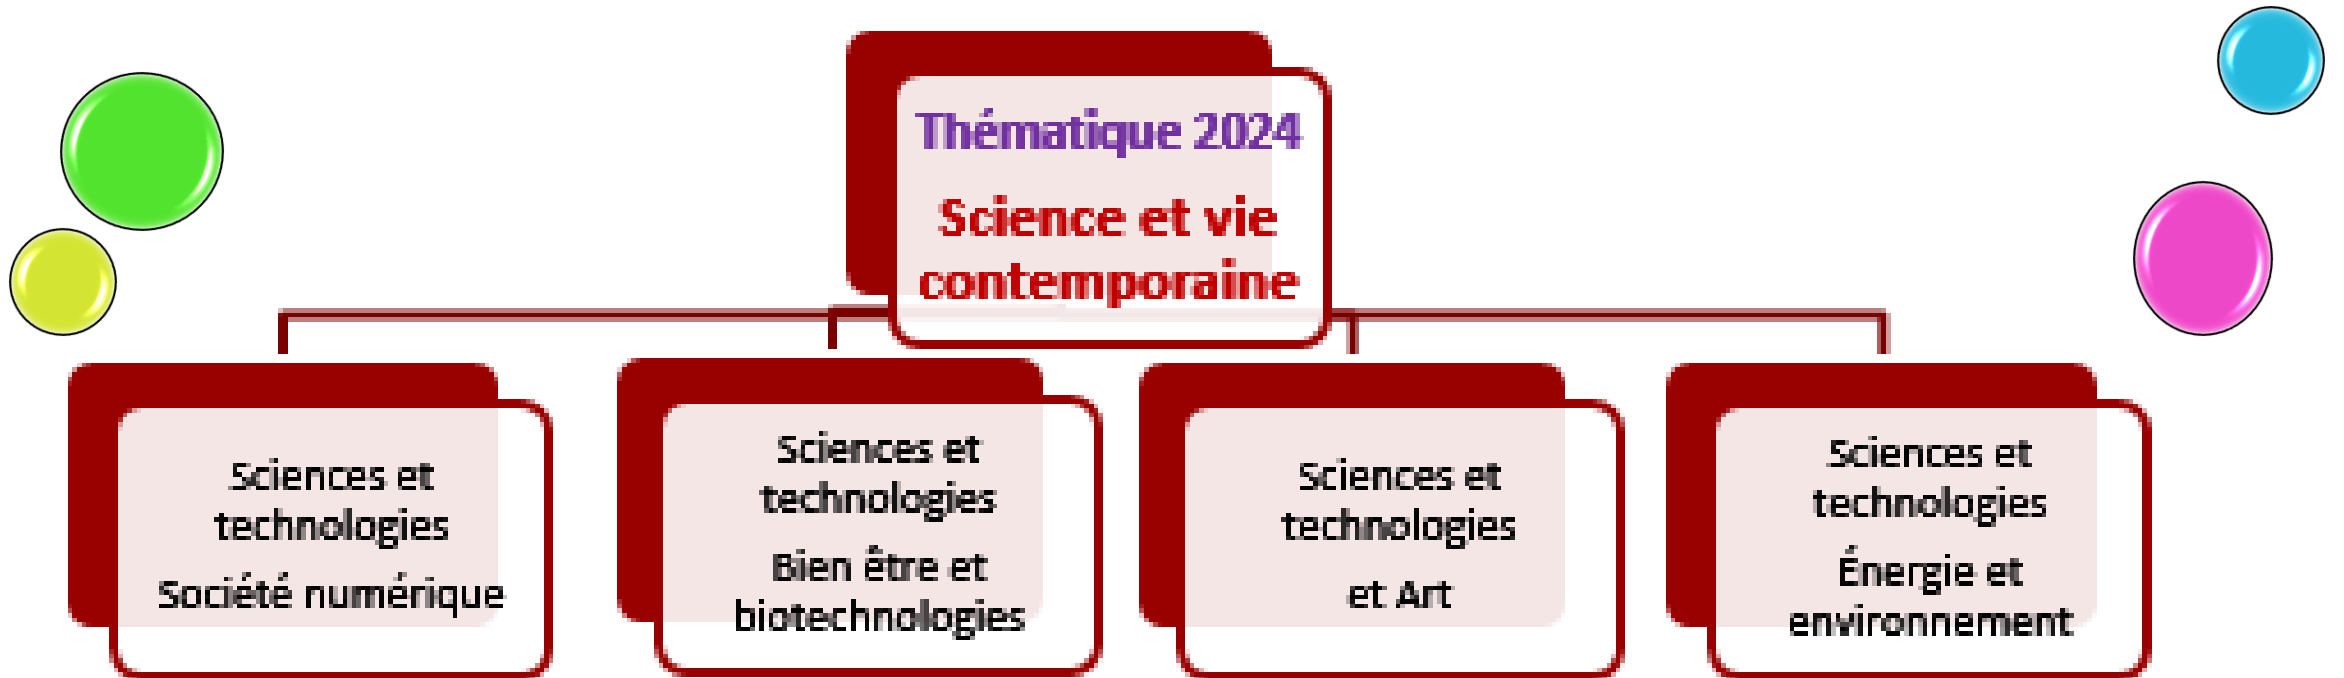 Thématique 2024
Science et vie
contemporaine
Sciences et
technologies
Société numérique
Sciences et
technologies
Bien être et
biotechnologies
Sciences et
technologies
et Art
Sciences et
technologies
Énergie et
environnement